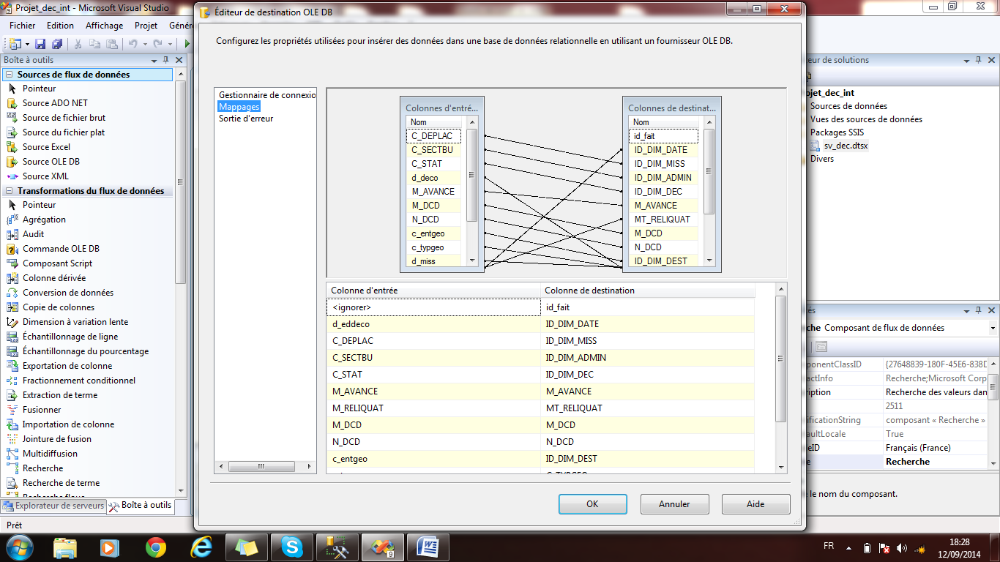 Projet_dec_int - Microsoft Visual Studio
Fichier Edition Affichage Projet Génér
Boîte à outils
Sources de flux de données
Pointeur
Source ADO NET
Source de fichier brut
Source du fichier plat
Source Excel
Source OLE DB
Source XML
Transformations du flux de données
Pointeur
Agrégation
Audit
Commande OLE DB
Composant Script
Colonne dérivée
Conversion de données
Copie de colonnes
Dimension à variation lente
Échantillonnage de ligne
Échantillonnage du pourcentage
Exportation de colonne
Fractionnement conditionnel
Extraction de terme
Fusionner
Importation de colonne
Jointure de fusion
Multidiffusion
Recherche
Recherche de terme
Recherche floue
Explorateur de serveurs
Boîte à outils
Prêt
Éditeur de destination OLE DB
Configurez les propriétés utilisées pour insérer des données dans une base de données relationnelle en utilisant un fournisseur OLE DB.
Gestionnaire de connexio
Mappages
Sortie d'erreur
Colonnes d'entré...
Nom
C_DEPLAC
C_SECTBU
C_STAT
d_deco
M_AVANCE
M_DCD
N_DCD
c_entgeo
c_typgeo
d_miss
Colonnes de destinat...
Nom
id_fait
ID_DIM_DATE
ID_DIM_MISS
ID_DIM_ADMIN
ID_DIM_DEC
M_AVANCE
MT_RELIQUAT
M_DCD
N_DCD
ID_DIM_DEST
Colonne d'entrée Colonne de destination
<ignorer> id_fait
d_eddeco ID_DIM_DATE
C_DEPLAC ID_DIM_MISS
C_SECTBU ID_DIM_ADMIN
C_STAT ID_DIM_DEC
M_AVANCE M_AVANCE
M_RELIQUAT MT_RELIQUAT
M_DCD M_DCD
N_DCD N_DCD
c_entgeo ID_DIM_DEST
OK Annuler Aide
eur de solutions
ojet_dec_int
Sources de données
Vues des sources de données
Packages SSIS
sv_dec.dtsx
Divers
és
che Composant de flux de données
ponentClassID {27648839-180F-45E6-838D
actInfo Recherche;Microsoft Corp
ription Recherche des valeurs dan
2511
ificationString composant « Recherche »
aultLocale True
eID Français (France)
e Recherche
le nom du composant.
FR
18:28
12/09/2014